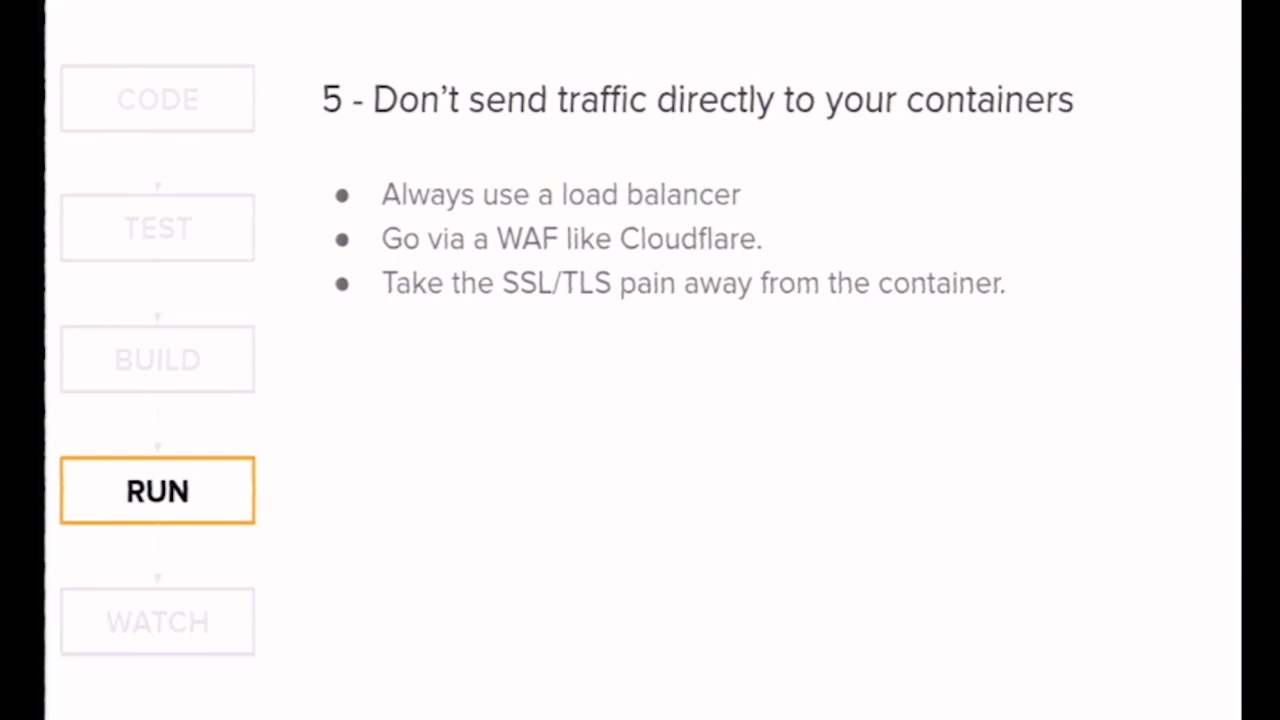 CODE
TEST
BUILD
RUN
WATCH
5 - Don’t send traffic directly to your containers
● Always use a load balancer
● Go via a WAF like Cloudflare.
● Take the SSL/TLS pain away from the container.